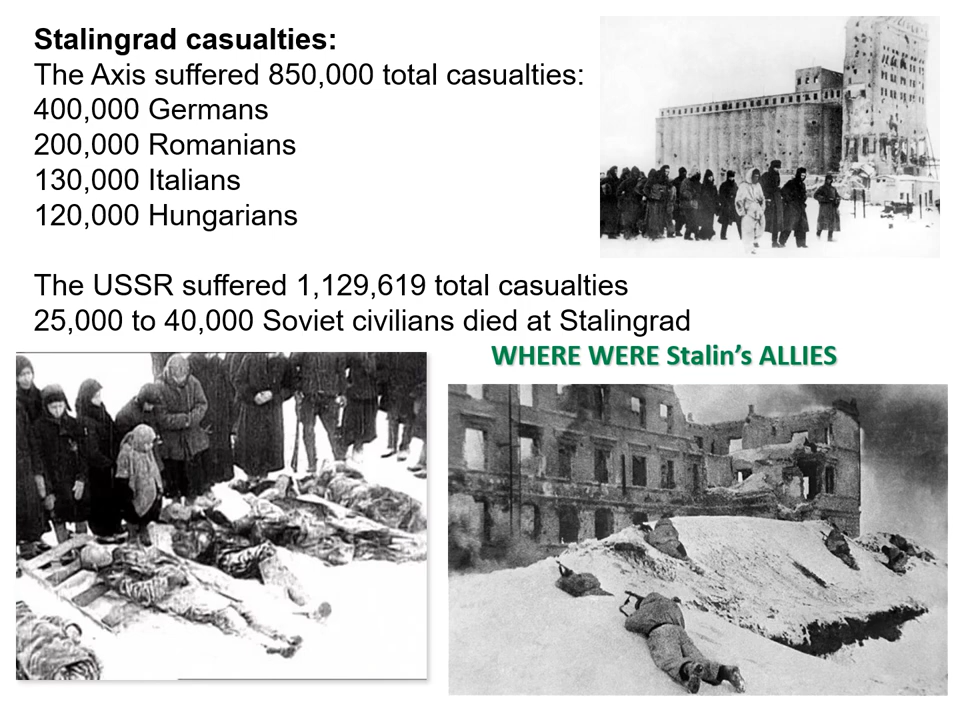 Stalingrad casualties:
The Axis suffered 850,000 total casualties:
400,000 Germans
200,000 Romanians
130,000 Italians
120,000 Hungarians
The USSR suffered 1,129,619 total casualties
25,000 to 40,000 Soviet civilians died at Stalingrad
WHERE WERE Stalin’s ALLIES